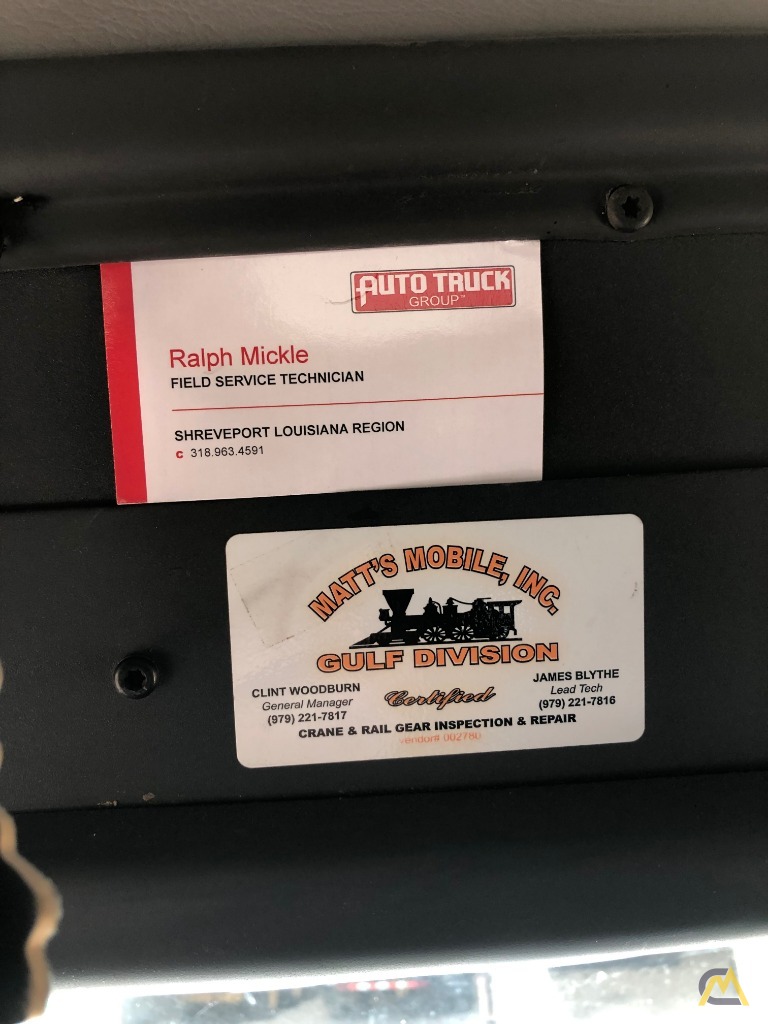 AUTO TRUCK
GROUP™
Ralph Mickle
FIELD SERVICE TECHNICIAN
SHREVEPORT LOUISIANA REGION
c 318.963.4591
MATT'S MOBILE, INC.
GULF DIVISION
CLINT WOODBURN
General Manager
(979) 221-7817
Certified
JAMES BLYTHE
Lead Tech
(979) 221-7816
CRANE & RAIL GEAR INSPECTION & REPAIR
vendor# 002780